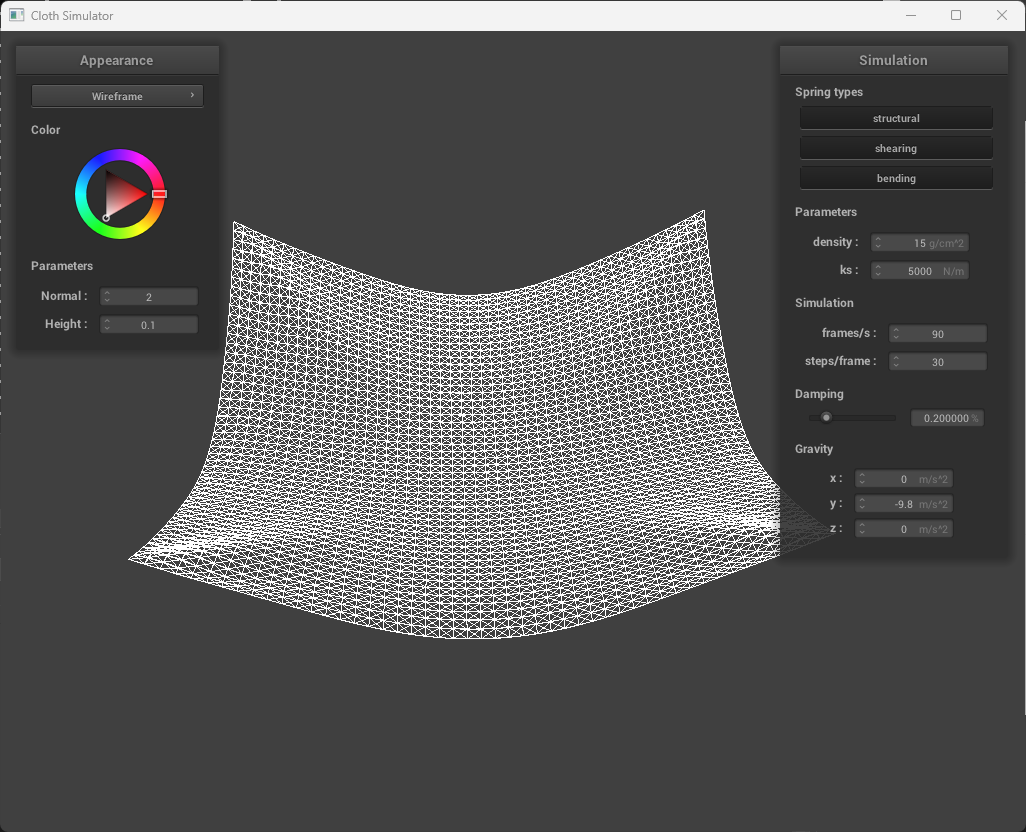 Cloth Simulator
Appearance
Wireframe
Color
Parameters
Normal : 2
Height : 0.1
Simulation
Spring types
structural
shearing
bending
Parameters
density : 15 g/cm^2
ks : 5000 N/m
Simulation
frames/s : 90
steps/frame : 30
Damping
0.200000 %
Gravity
x : 0 m/s^2
y : -9.8 m/s^2
z : 0 m/s^2